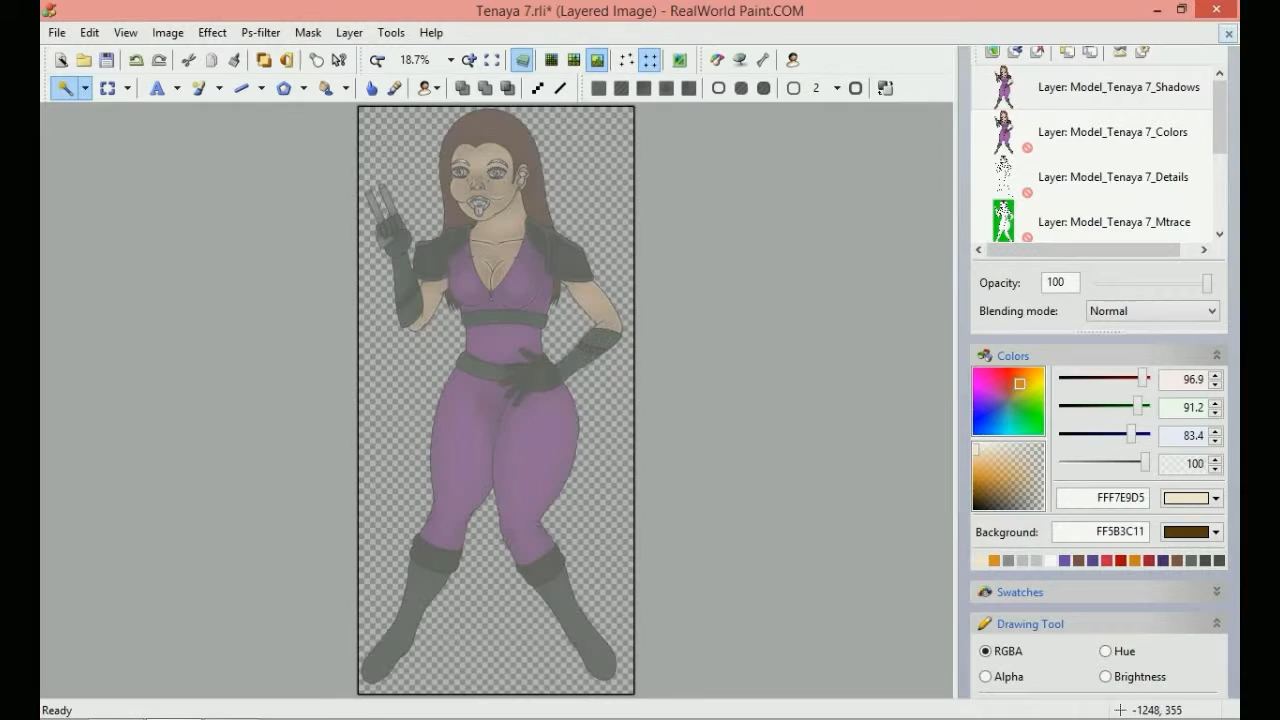 Tenaya 7.rli* (Layered Image) - RealWorld Paint.COM
File Edit View Image Effect Ps-filter Mask Layer Tools Help
18.7%
2
Layer: Model_Tenaya 7_Shadows
Layer: Model_Tenaya 7_Colors
Layer: Model_Tenaya 7_Details
Layer: Model_Tenaya 7_Mtrace
Opacity: 100
Blending mode: Normal
Colors
96.9
91.2
83.4
100
FFF7E9D5
Background: FF5B3C11
Swatches
Drawing Tool
RGBA Hue
Alpha Brightness
Ready -1248, 355